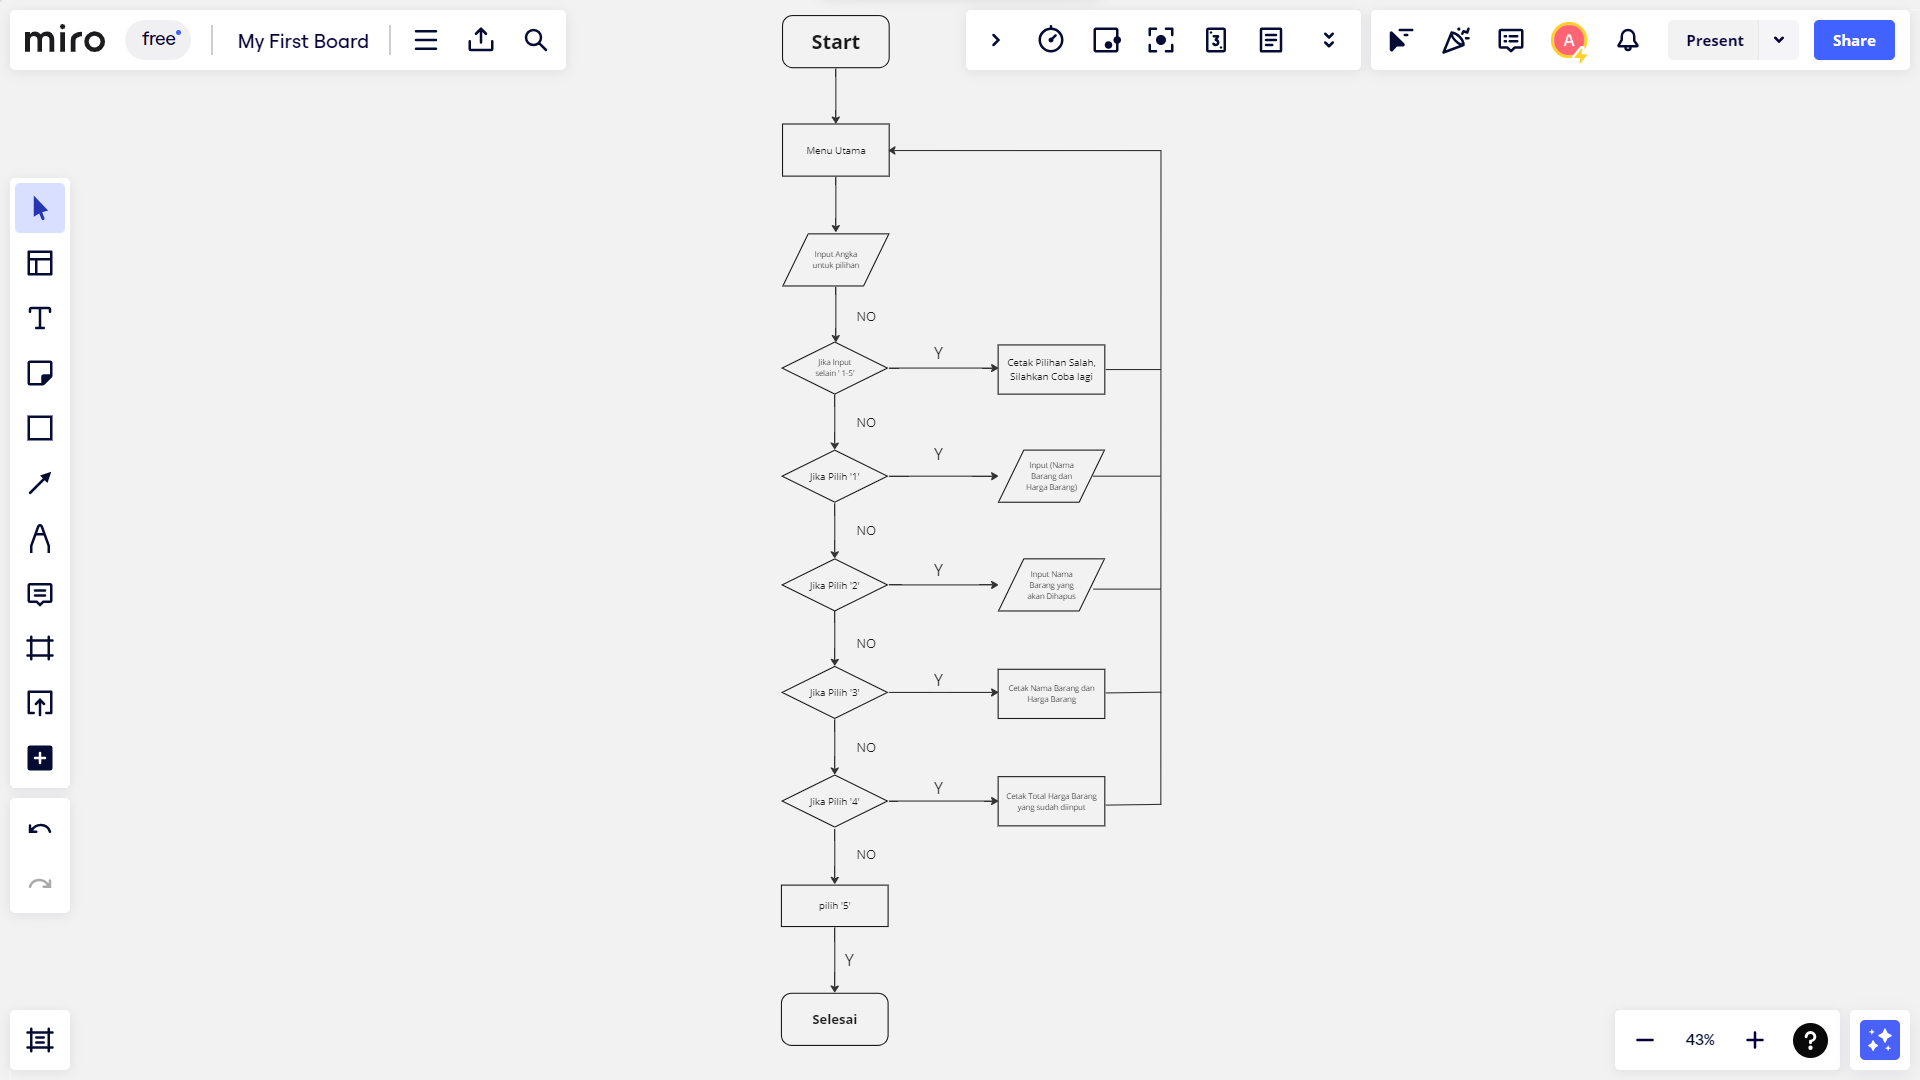 miro
free
My First Board
3
A
Present
Share
Start
Menu Utama
Input Angka
untuk pilihan
NO
Jika Input
selain ' 1-5'
Y
Cetak Pilihan Salah,
Silahkan Coba lagi
NO
Jika Pilih '1'
Y
Input (Nama
Barang dan
Harga Barang)
NO
Jika Pilih '2'
Y
Input Nama
Barang yang
akan Dihapus
NO
Jika Pilih '3'
Y
Cetak Nama Barang dan
Harga Barang
NO
Jika Pilih '4'
Y
Cetak Total Harga Barang
yang sudah diinput
NO
pilih '5'
Y
Selesai
43%
?